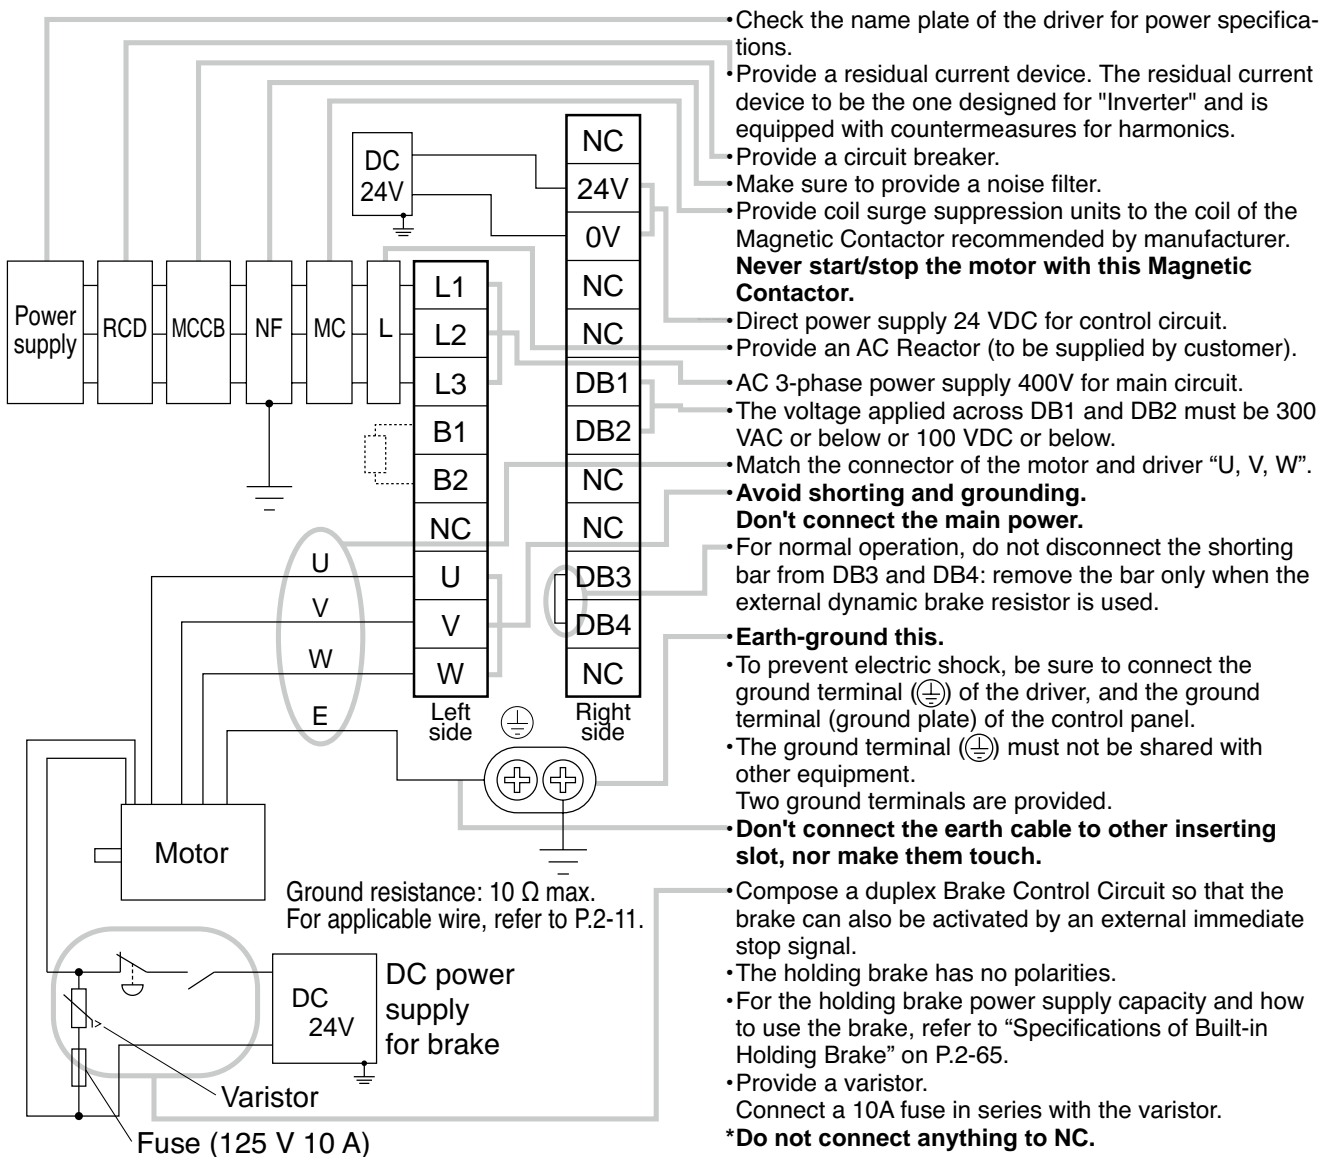 •Check the name plate of the driver for power specifica-
tions.
•Provide a residual current device. The residual current
device to be the one designed for "Inverter" and is
equipped with countermeasures for harmonics.
•Provide a circuit breaker.
•Make sure to provide a noise filter.
•Provide coil surge suppression units to the coil of the
Magnetic Contactor recommended by manufacturer.
Never start/stop the motor with this Magnetic
Contactor.
•Direct power supply 24 VDC for control circuit.
•Provide an AC Reactor (to be supplied by customer).
•AC 3-phase power supply 400V for main circuit.
•The voltage applied across DB1 and DB2 must be 300
VAC or below or 100 VDC or below.
•Match the connector of the motor and driver “U, V, W”.
•Avoid shorting and grounding.
Don't connect the main power.
•For normal operation, do not disconnect the shorting
bar from DB3 and DB4: remove the bar only when the
external dynamic brake resistor is used.
•Earth-ground this.
•To prevent electric shock, be sure to connect the
ground terminal (⏚) of the driver, and the ground
terminal (ground plate) of the control panel.
•The ground terminal (⏚) must not be shared with
other equipment.
Two ground terminals are provided.
•Don't connect the earth cable to other inserting
slot, nor make them touch.
•Compose a duplex Brake Control Circuit so that the
brake can also be activated by an external immediate
stop signal.
•The holding brake has no polarities.
•For the holding brake power supply capacity and how
to use the brake, refer to “Specifications of Built-in
Holding Brake” on P.2-65.
•Provide a varistor.
Connect a 10A fuse in series with the varistor.
*Do not connect anything to NC.
DC
24V
Power
supply
RCD
MCCB
NF
MC
L
L1
L2
L3
B1
B2
NC
U
V
W
Left
side
NC
24V
0V
NC
NC
DB1
DB2
NC
NC
DB3
DB4
NC
Right
side
U
V
W
E
Motor
Ground resistance: 10 Ω max.
For applicable wire, refer to P.2-11.
DC
24V
DC power
supply
for brake
Varistor
Fuse (125 V 10 A)